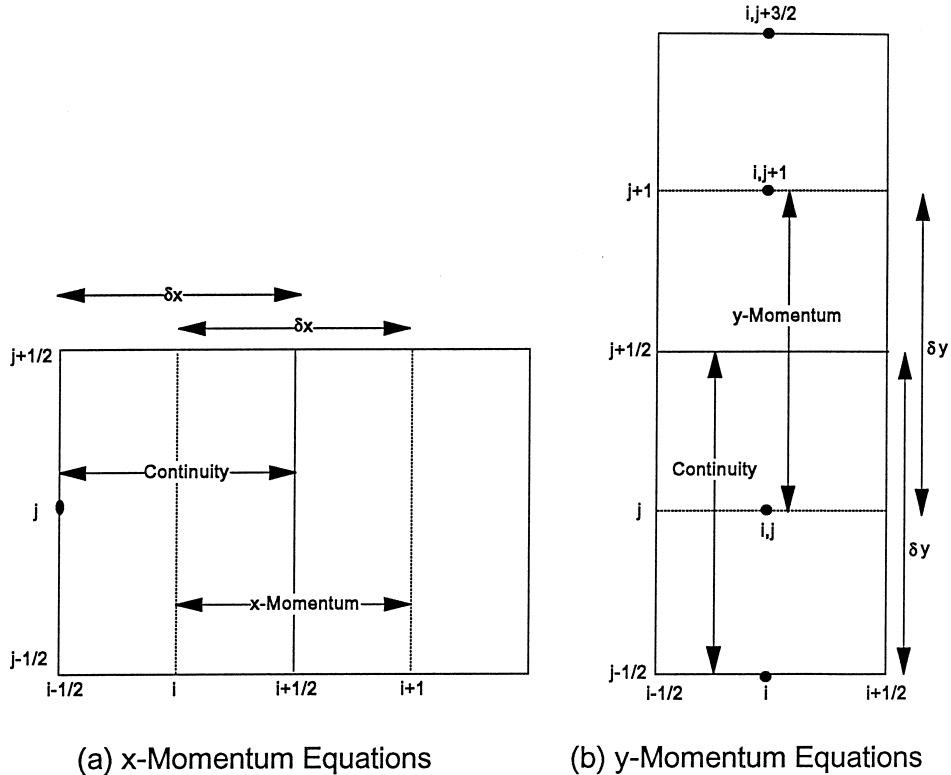 δx
δx
j+1/2
Continuity
j
x-Momentum
j-1/2
i-1/2
i
i+1/2
i+1
(a) x-Momentum Equations
i,j+3/2
i,j+1
j+1
y-Momentum
j+1/2
δy
Continuity
j
i,j
δy
j-1/2
i-1/2
i
i+1/2
(b) y-Momentum Equations